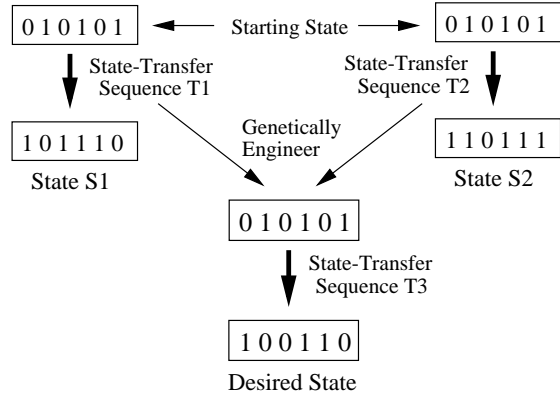 0 1 0 1 0 1
Starting State
0 1 0 1 0 1
State-Transfer
Sequence T1
State-Transfer
Sequence T2
1 0 1 1 1 0
Genetically
Engineer
1 1 0 1 1 1
State S1
State S2
0 1 0 1 0 1
State-Transfer
Sequence T3
1 0 0 1 1 0
Desired State